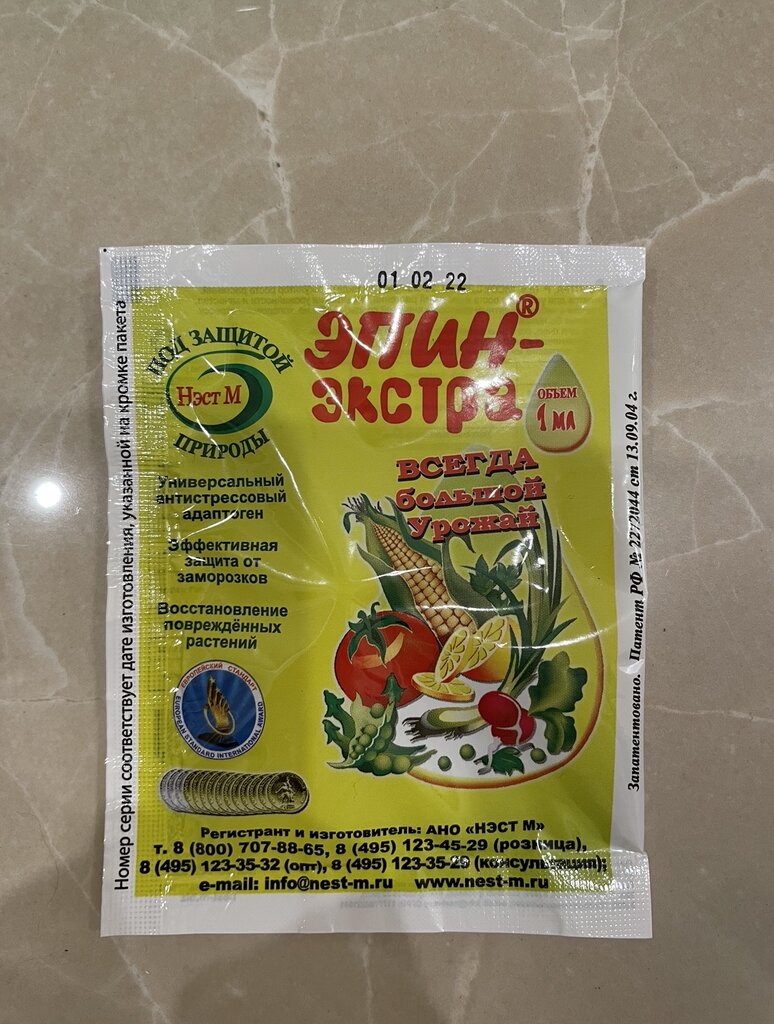 01 02 22
ЭПИН-®
экстра
ПОД ЗАЩИТОЙ
Нэст М
ПРИРОДЫ
ОБЪЕМ
1 мл
ВСЕГДА
большой
Урожай
Универсальный
антистрессовый
адаптоген
Эффективная
защита от
заморозков
Восстановление
повреждённых
растений
ЕВРОПЕЙСКИЙ СТАНДАРТ
EUROPEAN STANDARD INTERNATIONAL AWARD
Регистрант и изготовитель: АНО «НЭСТ М»
т. 8 (800) 707-88-65, 8 (495) 123-45-29 (розница),
8 (495) 123-35-32 (опт), 8 (495) 123-35-29 (консультация);
e-mail: info@nest-m.ru www.nest-m.ru
Номер серии соответствует дате изготовления, указанной на кромке пакета
Запатентовано. Патент РФ № 2272044 от 13.09.04 г.